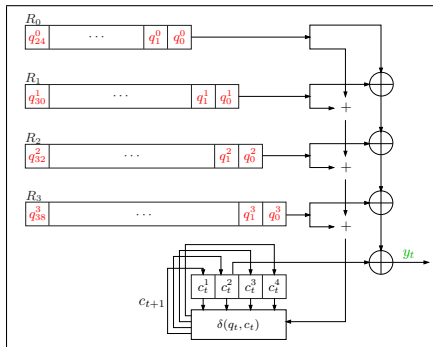 R₀
q⁰₂₄ ⋯ q⁰₁ q⁰₀
R₁
q¹₃₀ ⋯ q¹₁ q¹₀
+
R₂
q²₃₂ ⋯ q²₁ q²₀
+
R₃
q³₃₈ ⋯ q³₁ q³₀
+
yₜ
cₜ₊₁
c¹ₜ c²ₜ c³ₜ c⁴ₜ
δ(qₜ, cₜ)